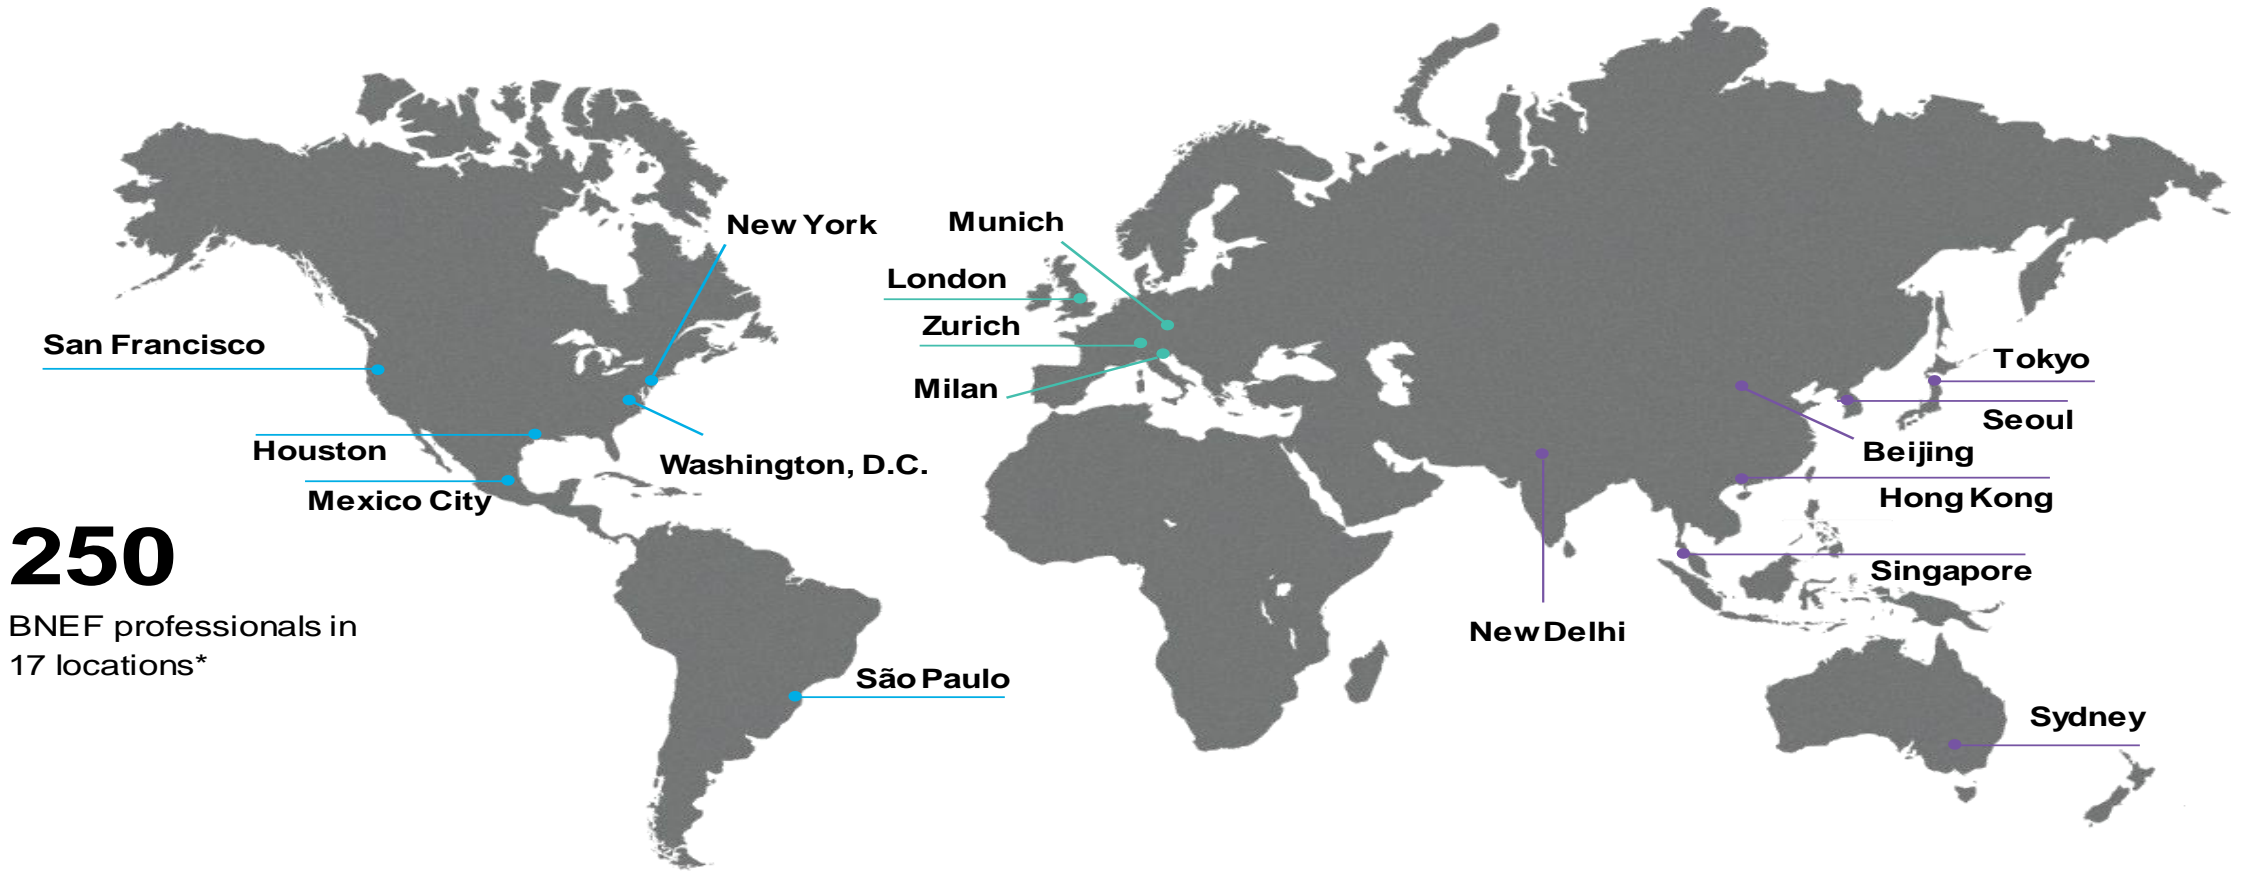 New York
Munich
London
Zurich
San Francisco
Tokyo
Milan
Seoul
Houston
Washington, D.C.
Beijing
Mexico City
Hong Kong
250
Singapore
BNEF professionals in
17 locations*
New Delhi
São Paulo
Sydney